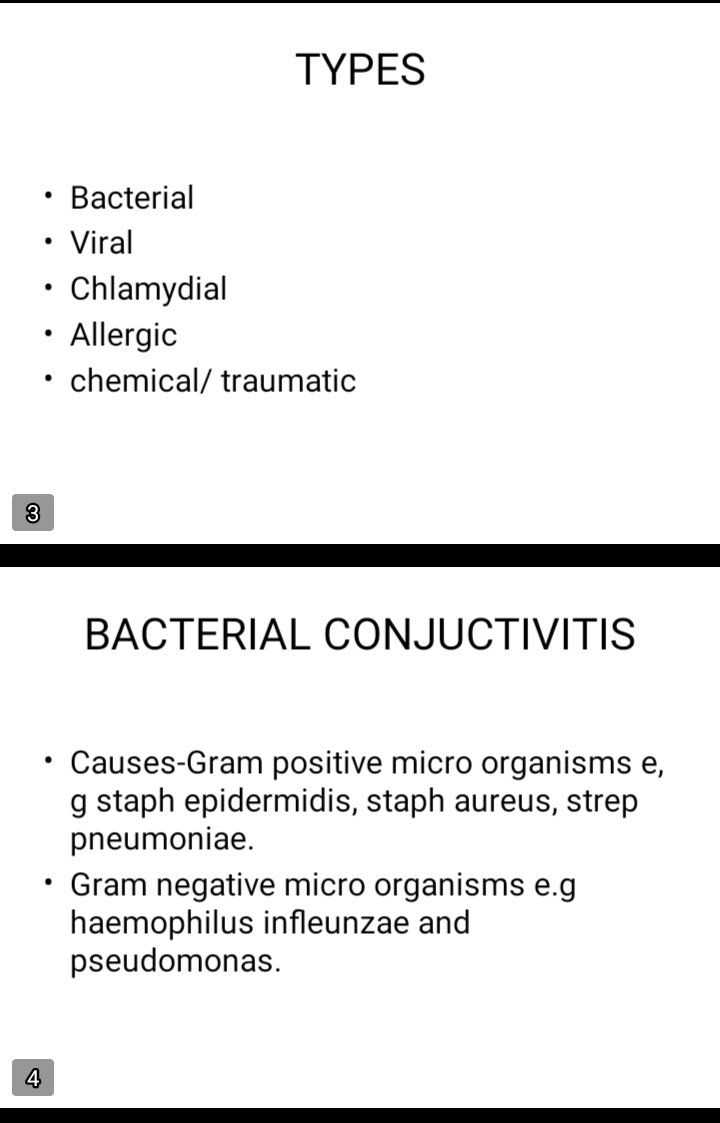 TYPES
• Bacterial
• Viral
• Chlamydial
• Allergic
• chemical/ traumatic
3
BACTERIAL CONJUCTIVITIS
• Causes-Gram positive micro organisms e,
g staph epidermidis, staph aureus, strep
pneumoniae.
• Gram negative micro organisms e.g
haemophilus infleunzae and
pseudomonas.
4